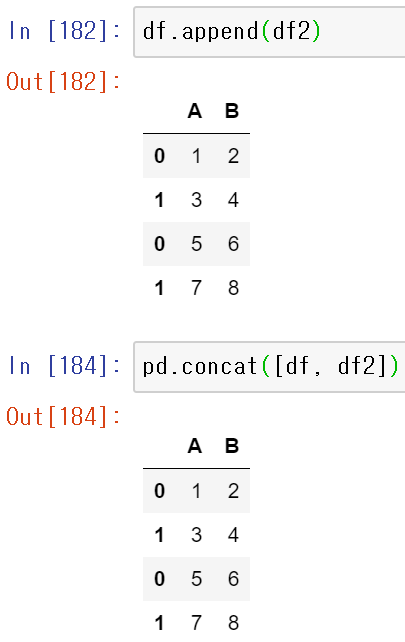 In [182]: df.append(df2)
Out[182]:
A B
0 1 2
1 3 4
0 5 6
1 7 8
In [184]: pd.concat([df, df2])
Out[184]:
A B
0 1 2
1 3 4
0 5 6
1 7 8